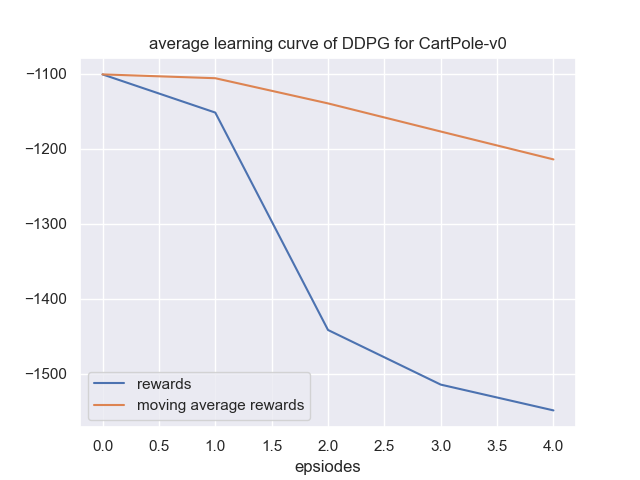 average learning curve of DDPG for CartPole-v0
−1100
−1200
−1300
−1400
−1500
rewards
moving average rewards
0.0 0.5 1.0 1.5 2.0 2.5 3.0 3.5 4.0
epsiodes